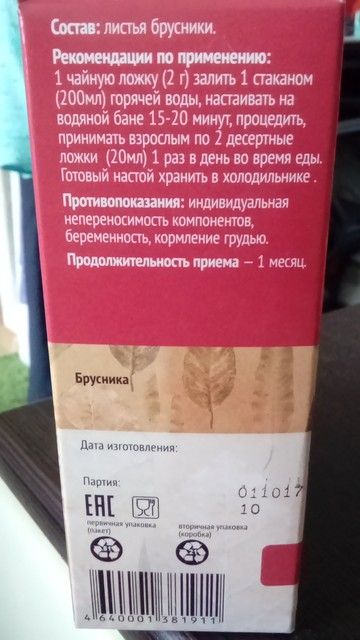 Состав: листья брусники.
Рекомендации по применению:
1 чайную ложку (2 г) залить 1 стаканом
(200мл) горячей воды, настаивать на
водяной бане 15-20 минут, процедить,
принимать взрослым по 2 десертные
ложки (20мл) 1 раз в день во время еды.
Готовый настой хранить в холодильнике .
Противопоказания: индивидуальная
непереносимость компонентов,
беременность, кормление грудью.
Продолжительность приема — 1 месяц.
Брусника
Дата изготовления:
Партия:
011017
10
EAC
первичная упаковка
(пакет)
вторичная упаковка
(коробка)
4 640001 381911